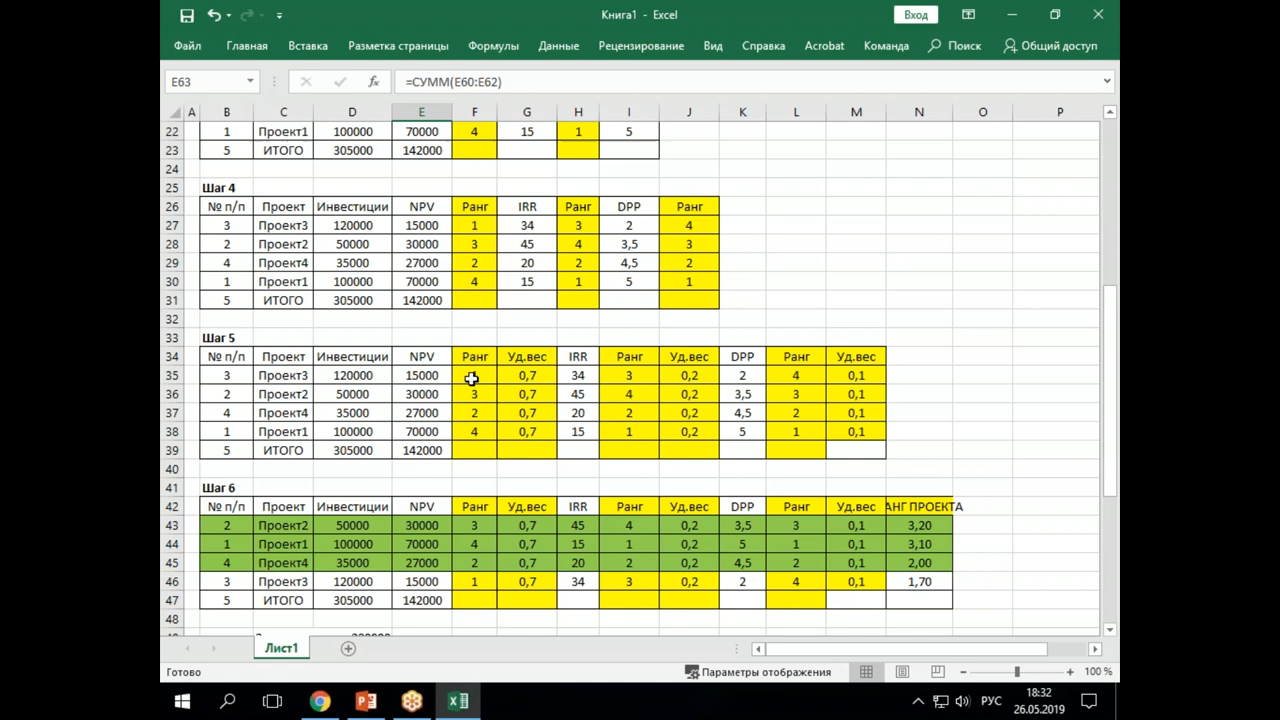 Книга1 - Excel
Вход
Файл Главная Вставка Разметка страницы Формулы Данные Рецензирование Вид Справка Acrobat Команда Поиск Общий доступ
E63 fx =СУММ(E60:E62)
A B C D E F G H I J K L M N O P
22 1 Проект1 100000 70000 4 15 1 5
23 5 ИТОГО 305000 142000
24
25 Шаг 4
26 № п/п Проект Инвестиции NPV Ранг IRR Ранг DPP Ранг
27 3 Проект3 120000 15000 1 34 3 2 4
28 2 Проект2 50000 30000 3 45 4 3,5 3
29 4 Проект4 35000 27000 2 20 2 4,5 2
30 1 Проект1 100000 70000 4 15 1 5 1
31 5 ИТОГО 305000 142000
32
33 Шаг 5
34 № п/п Проект Инвестиции NPV Ранг Уд.вес IRR Ранг Уд.вес DPP Ранг Уд.вес
35 3 Проект3 120000 15000 0,7 34 3 0,2 2 4 0,1
36 2 Проект2 50000 30000 3 0,7 45 4 0,2 3,5 3 0,1
37 4 Проект4 35000 27000 2 0,7 20 2 0,2 4,5 2 0,1
38 1 Проект1 100000 70000 4 0,7 15 1 0,2 5 1 0,1
39 5 ИТОГО 305000 142000
40
41 Шаг 6
42 № п/п Проект Инвестиции NPV Ранг Уд.вес IRR Ранг Уд.вес DPP Ранг Уд.вес АНГ ПРОЕКТА
43 2 Проект2 50000 30000 3 0,7 45 4 0,2 3,5 3 0,1 3,20
44 1 Проект1 100000 70000 4 0,7 15 1 0,2 5 1 0,1 3,10
45 4 Проект4 35000 27000 2 0,7 20 2 0,2 4,5 2 0,1 2,00
46 3 Проект3 120000 15000 1 0,7 34 3 0,2 2 4 0,1 1,70
47 5 ИТОГО 305000 142000
48
Лист1
Готово Параметры отображения 100 %
РУС 18:32
26.05.2019